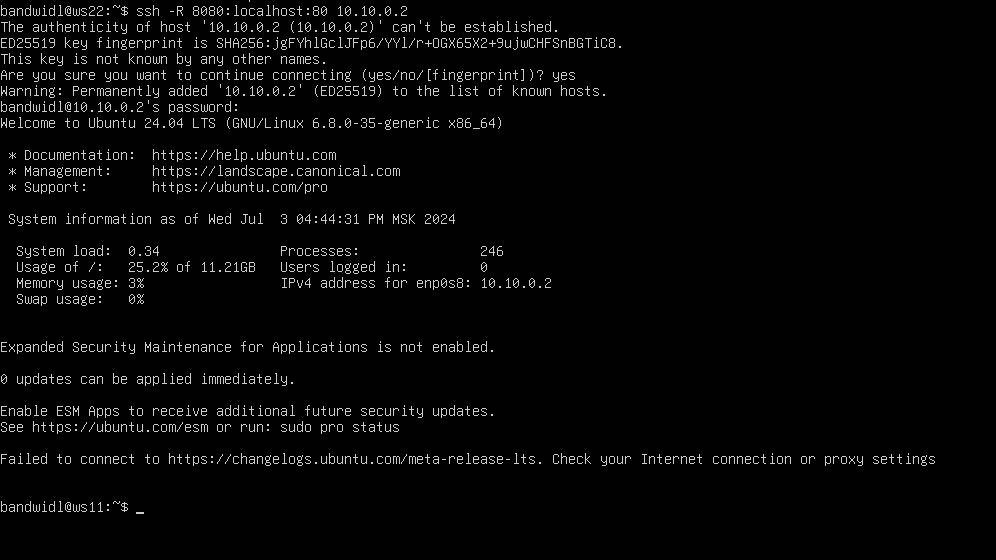 bandwidl@ws22:~$ ssh -R 8080:localhost:80 10.10.0.2
The authenticity of host '10.10.0.2 (10.10.0.2)' can't be established.
ED25519 key fingerprint is SHA256:jgFYhlGclJFp6/YYl/r+OGX65X2+9ujwCHFSnBGTiC8.
This key is not known by any other names.
Are you sure you want to continue connecting (yes/no/[fingerprint])? yes
Warning: Permanently added '10.10.0.2' (ED25519) to the list of known hosts.
bandwidl@10.10.0.2's password:
Welcome to Ubuntu 24.04 LTS (GNU/Linux 6.8.0-35-generic x86_64)
* Documentation:  https://help.ubuntu.com
* Management:     https://landscape.canonical.com
* Support:        https://ubuntu.com/pro
System information as of Wed Jul  3 04:44:31 PM MSK 2024
System load:  0.34               Processes:               246
Usage of /:   25.2% of 11.21GB   Users logged in:         0
Memory usage: 3%                 IPv4 address for enp0s8: 10.10.0.2
Swap usage:   0%
Expanded Security Maintenance for Applications is not enabled.
0 updates can be applied immediately.
Enable ESM Apps to receive additional future security updates.
See https://ubuntu.com/esm or run: sudo pro status
Failed to connect to https://changelogs.ubuntu.com/meta-release-lts. Check your Internet connection or proxy settings
bandwidl@ws11:~$ _